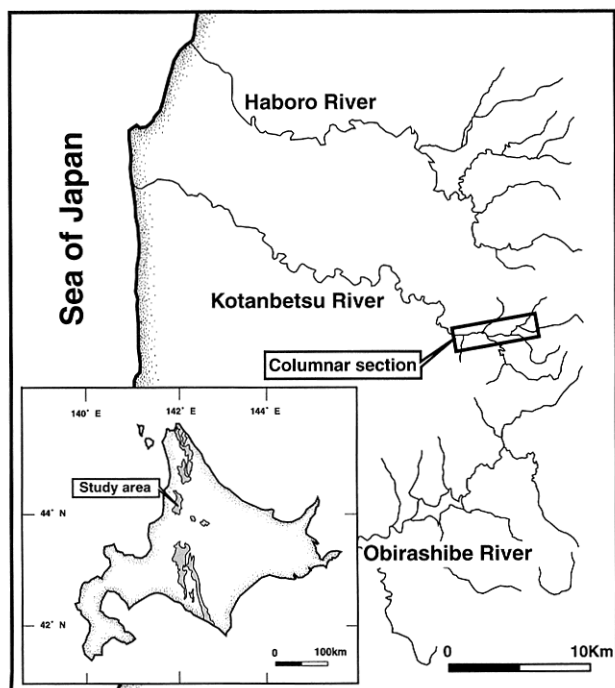 Haboro River
Sea of Japan
Kotanbetsu River
Columnar section
140° E
142° E
144° E
Study area
44° N
42° N
0
100km
Obirashibe River
0
10Km